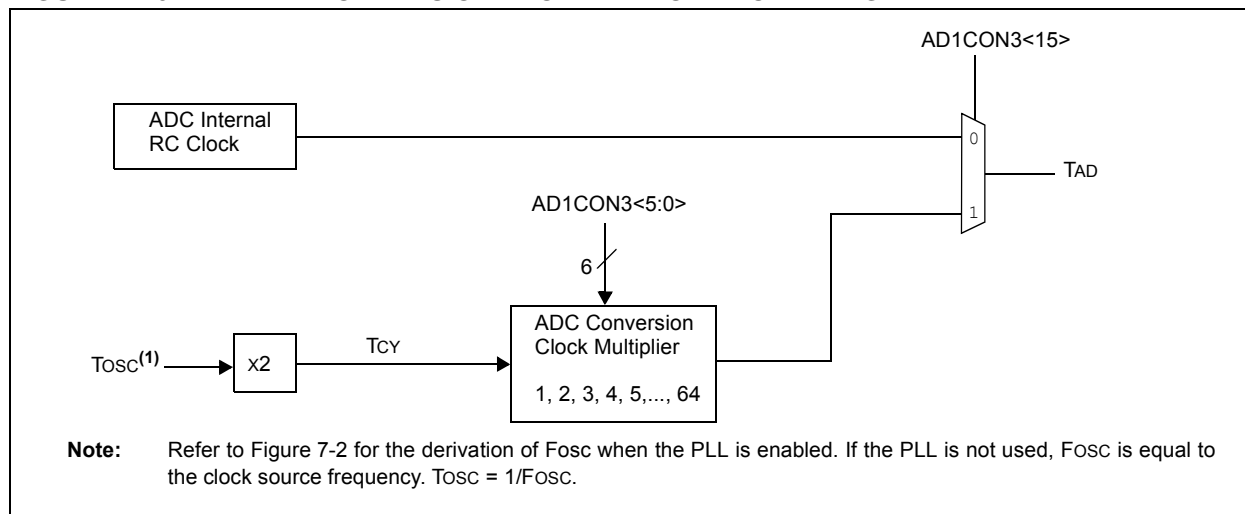 AD1CON3<15>
ADC Internal
RC Clock
0
TAD
AD1CON3<5:0>
1
6
ADC Conversion
Clock Multiplier
TOSC(1)
X2
TCY
1, 2, 3, 4, 5,..., 64
Note: Refer to Figure 7-2 for the derivation of Fosc when the PLL is enabled. If the PLL is not used, FOSC is equal to
the clock source frequency. TOSC = 1/FOSC.